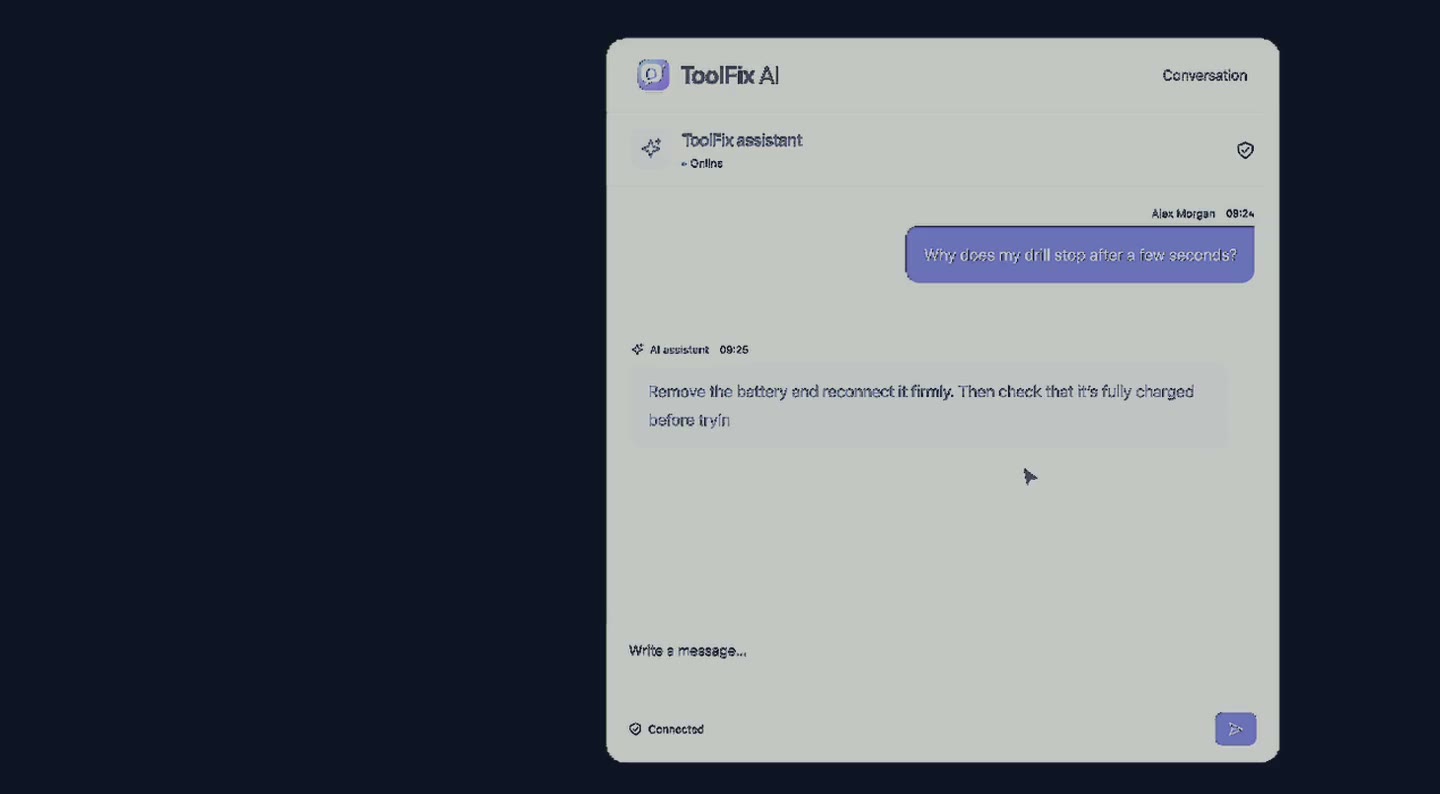 ToolFix AI
Conversation
ToolFix assistant
Online
Alex Morgan 09:24
Why does my drill stop after a few seconds?
AI assistant 09:25
Remove the battery and reconnect it firmly. Then check that it's fully charged
before tryin
Write a message...
Connected